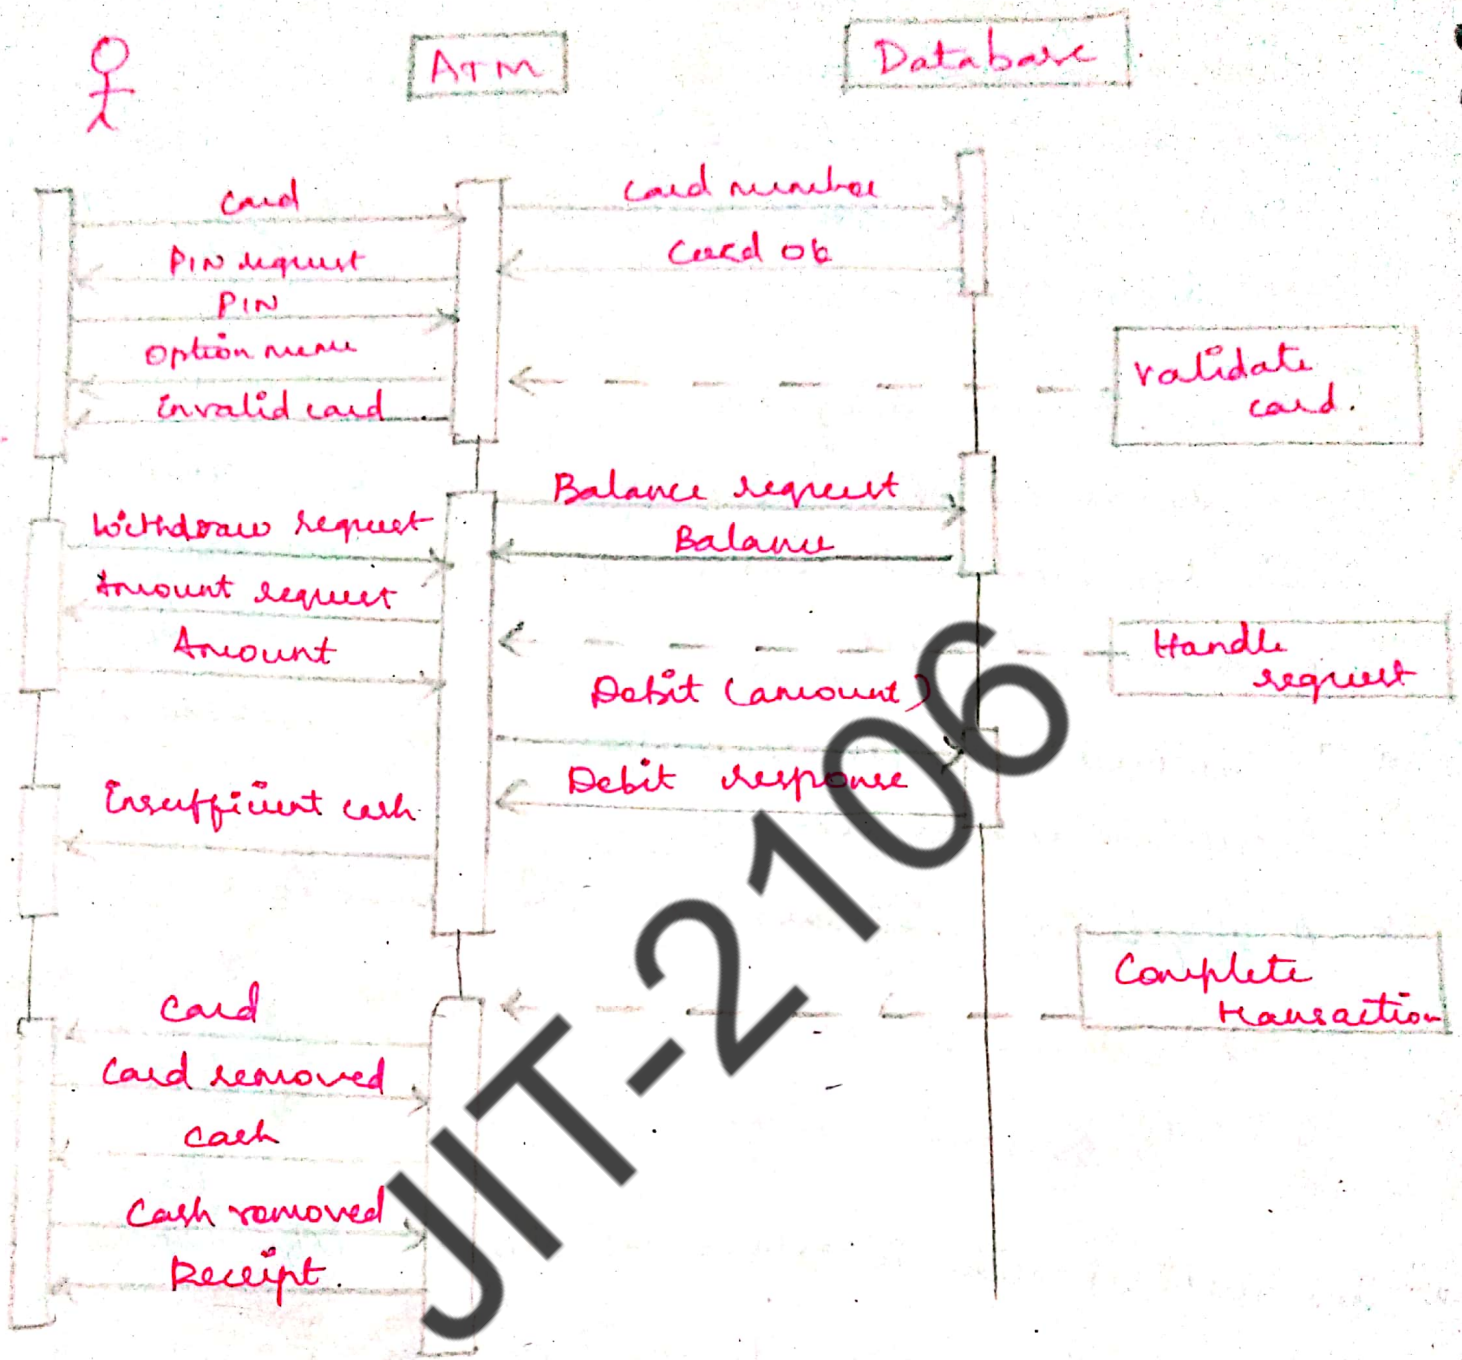 ATM
Database
Card
Card number
PIN request
Card ok
PIN
Option menu
Invalid card
Validate
card.
Balance request
Withdraw request
Balance
Amount request
Amount
Handle
request
Debit (amount)
Debit response
Insufficient cash
Complete
transaction
Card
Card removed
Cash
Cash removed
Receipt.
JIT-2106